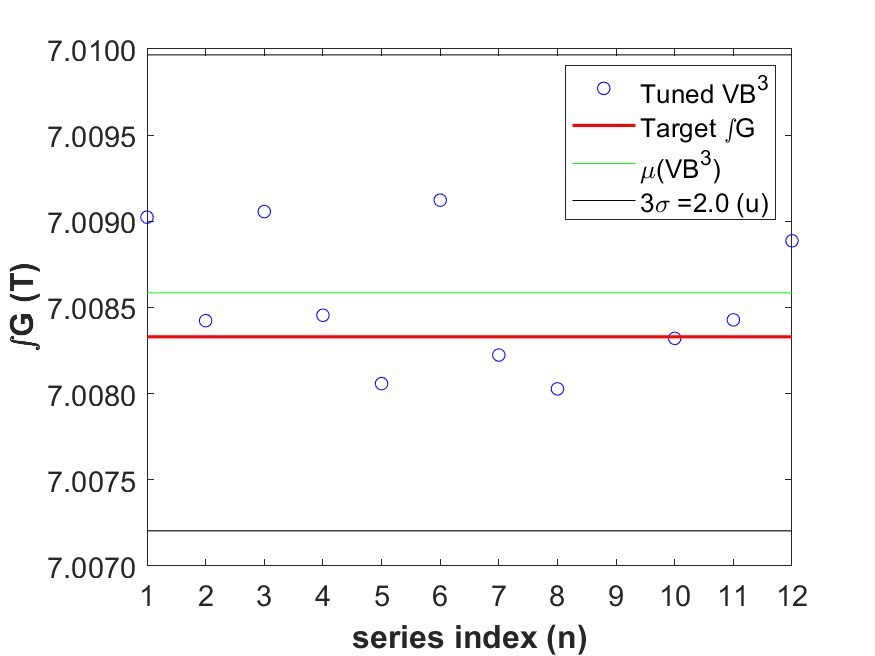 7.0100
7.0095
7.0090
7.0085
7.0080
7.0075
7.0070
∫G (T)
Tuned VB³
Target ∫G
μ(VB³)
3σ =2.0 (u)
1 2 3 4 5 6 7 8 9 10 11 12
series index (n)